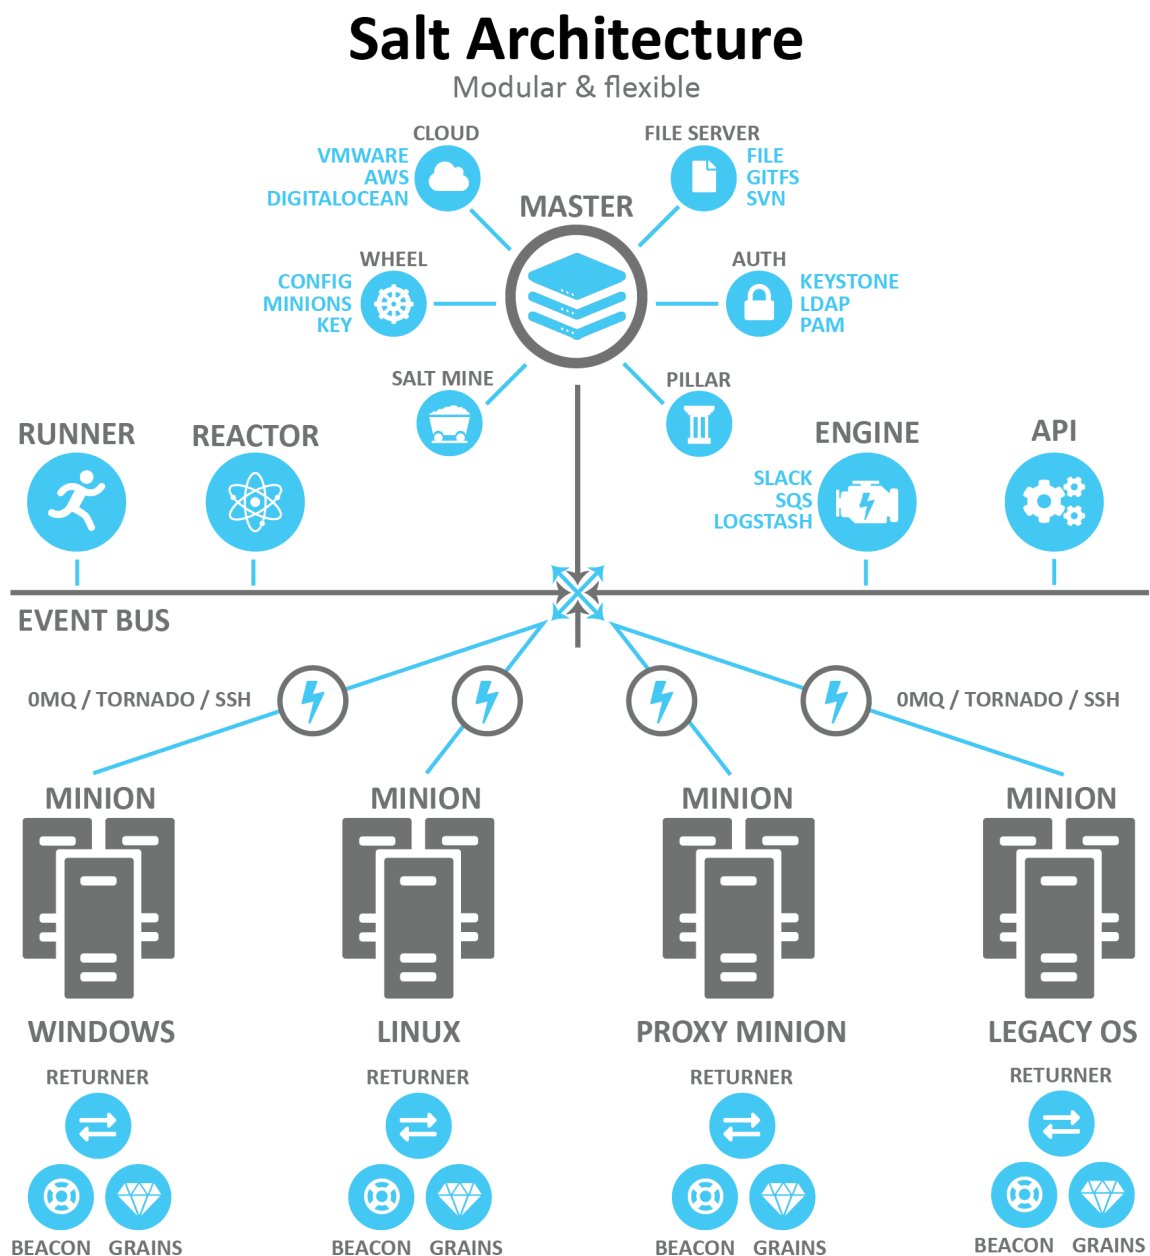 Salt Architecture
Modular & flexible
CLOUD
VMWARE
AWS
DIGITALOCEAN
FILE SERVER
FILE
GITFS
SVN
MASTER
WHEEL
CONFIG
MINIONS
KEY
AUTH
KEYSTONE
LDAP
PAM
SALT MINE
PILLAR
RUNNER
REACTOR
ENGINE
SLACK
SQS
LOGSTASH
API
EVENT BUS
0MQ / TORNADO / SSH
0MQ / TORNADO / SSH
MINION
MINION
MINION
MINION
WINDOWS
LINUX
PROXY MINION
LEGACY OS
RETURNER
RETURNER
RETURNER
RETURNER
BEACON GRAINS
BEACON GRAINS
BEACON GRAINS
BEACON GRAINS